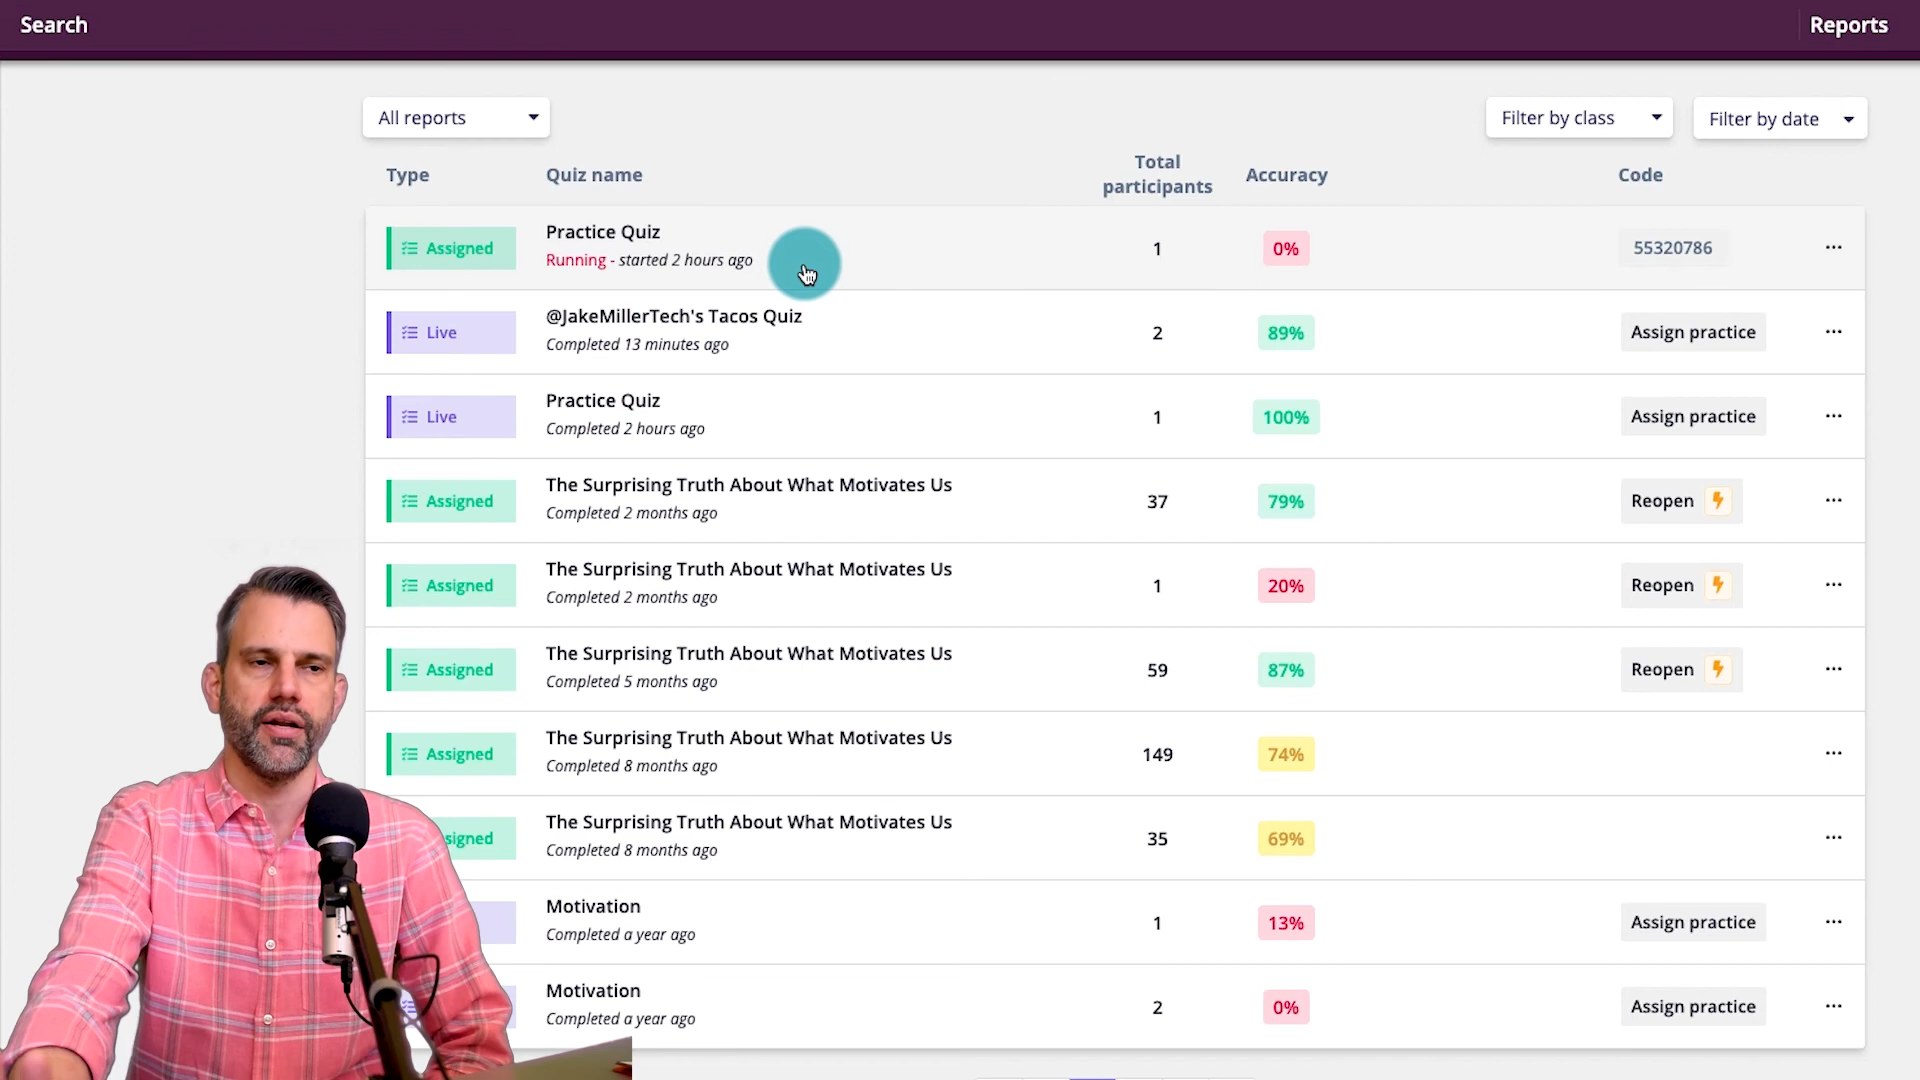 Search
Reports
All reports
Filter by class
Filter by date
Type
Quiz name
Total participants
Accuracy
Code
Assigned
Practice Quiz
Running - started 2 hours ago
1
0%
55320786
Live
@JakeMillerTech's Tacos Quiz
Completed 13 minutes ago
2
89%
Assign practice
Live
Practice Quiz
Completed 2 hours ago
1
100%
Assign practice
Assigned
The Surprising Truth About What Motivates Us
Completed 2 months ago
37
79%
Reopen
Assigned
The Surprising Truth About What Motivates Us
Completed 2 months ago
1
20%
Reopen
Assigned
The Surprising Truth About What Motivates Us
Completed 5 months ago
59
87%
Reopen
Assigned
The Surprising Truth About What Motivates Us
Completed 8 months ago
149
74%
signed
The Surprising Truth About What Motivates Us
Completed 8 months ago
35
69%
Motivation
Completed a year ago
1
13%
Assign practice
Motivation
Completed a year ago
2
0%
Assign practice